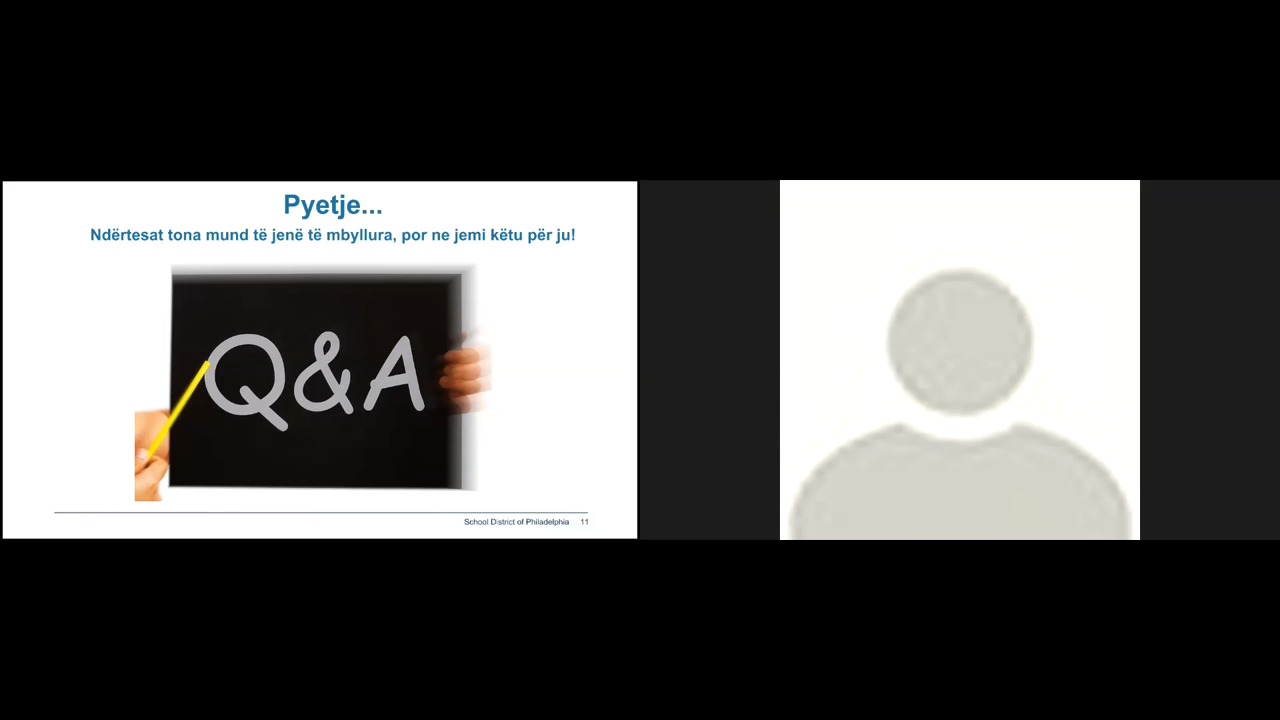 Pyetje...
Ndërtesat tona mund të jenë të mbyllura, por ne jemi këtu për ju!
Q&A
School District of Philadelphia 11